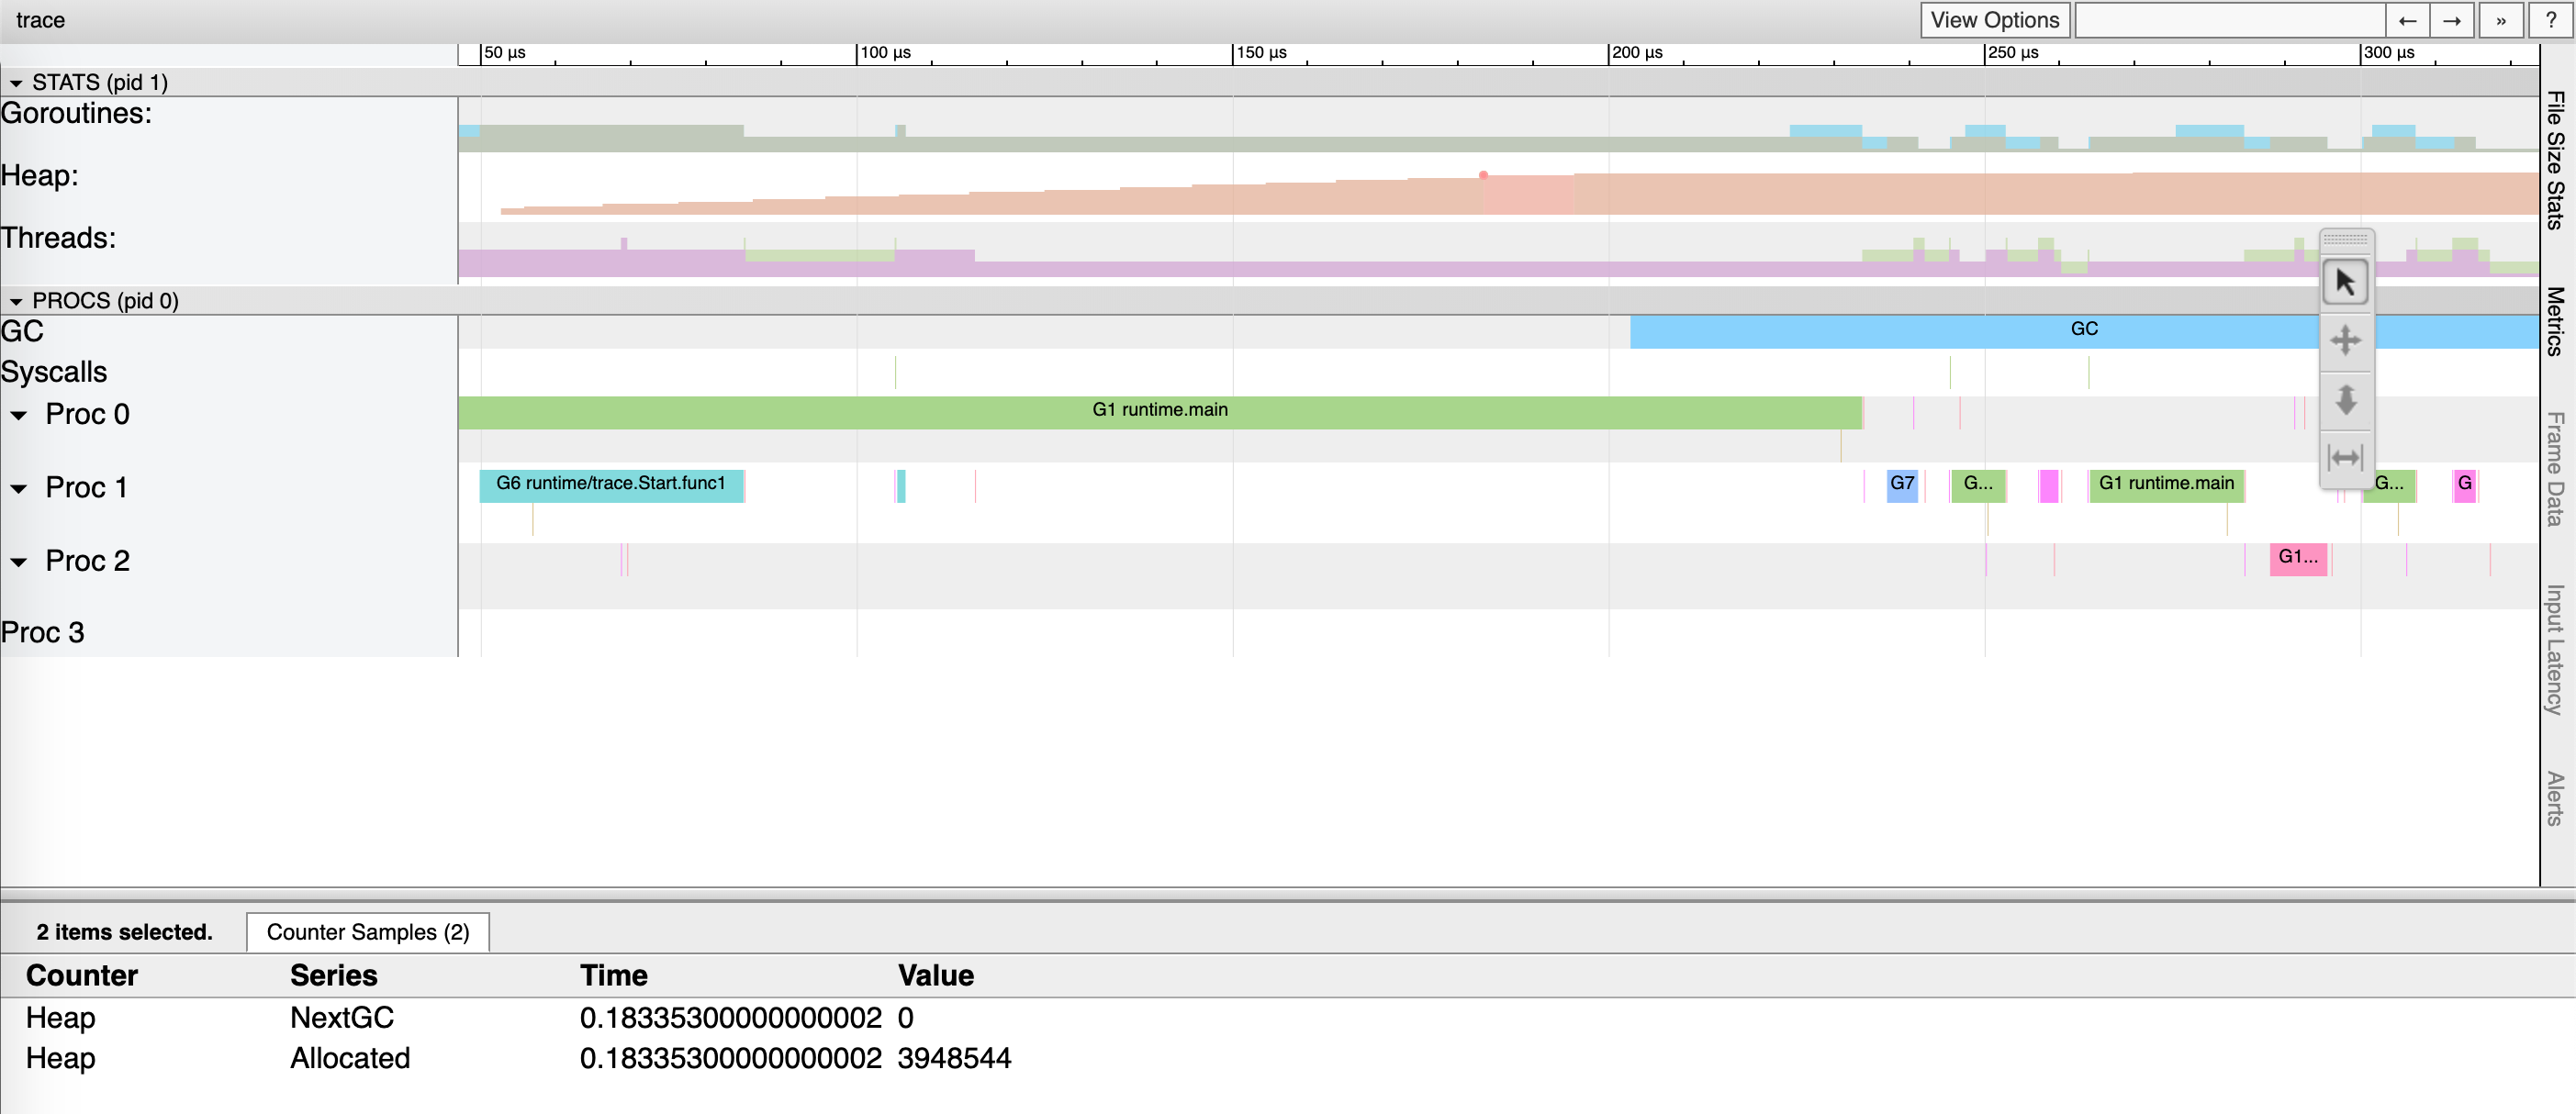 trace
View Options
← → » ?
50 µs 100 µs 150 µs 200 µs 250 µs 300 µs
STATS (pid 1)
Goroutines:
Heap:
Threads:
PROCS (pid 0)
GC
GC
Syscalls
Proc 0
G1 runtime.main
Proc 1
G6 runtime/trace.Start.func1 G7 G... G1 runtime.main G... G
Proc 2
G1...
Proc 3
File Size Stats
Metrics
Frame Data
Input Latency
Alerts
2 items selected. Counter Samples (2)
Counter Series Time Value
Heap NextGC 0.18335300000000002 0
Heap Allocated 0.18335300000000002 3948544